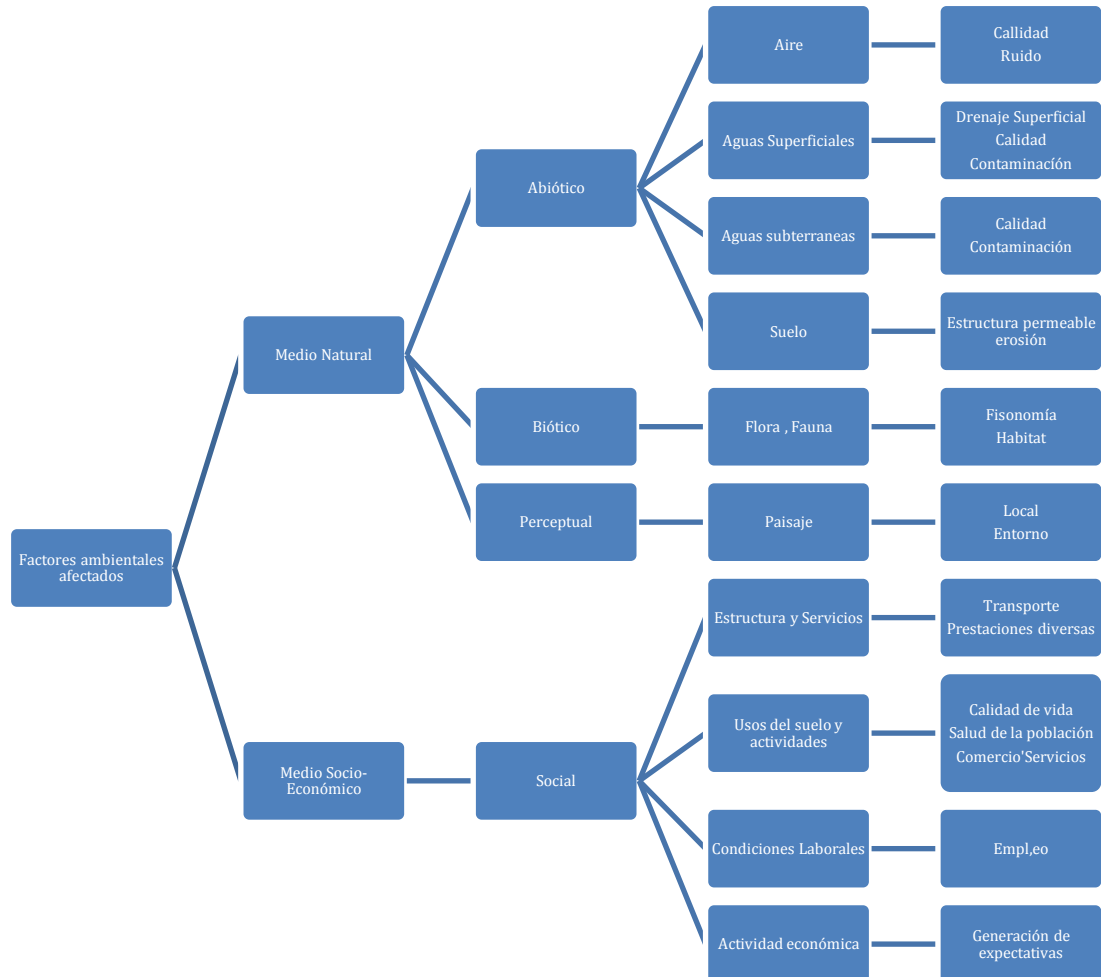 Factores ambientales
afectados
Medio Natural
Abiótico
Aire
Callidad
Ruido
Aguas Superficiales
Drenaje Superficial
Calidad
Contaminacíón
Aguas subterraneas
Calidad
Contaminación
Suelo
Estructura permeable
erosión
Biótico
Flora , Fauna
Fisonomía
Habitat
Perceptual
Paisaje
Local
Entorno
Medio Socio-
Económico
Social
Estructura y Servicios
Transporte
Prestaciones diversas
Usos del suelo y
actividades
Calidad de vida
Salud de la población
Comercio'Servicios
Condiciones Laborales
Empl,eo
Actividad económica
Generación de
expectativas